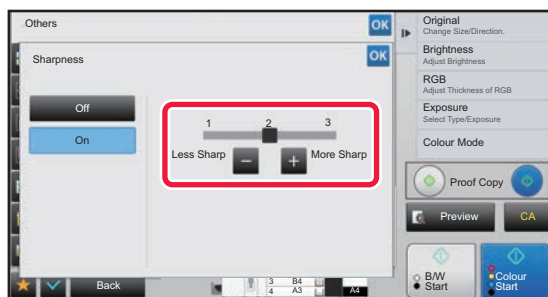 Others
OK
Sharpness
OK
Off
On
1 2 3
Less Sharp
−
+
More Sharp
Original
Change Size/Direction.
Brightness
Adjust Brightness
RGB
Adjust Thickness of RGB
Exposure
Select Type/Exposure
Colour Mode
Proof Copy
Preview
CA
B/W
Start
Colour
Start
Back
3 B4
4 A3
A4